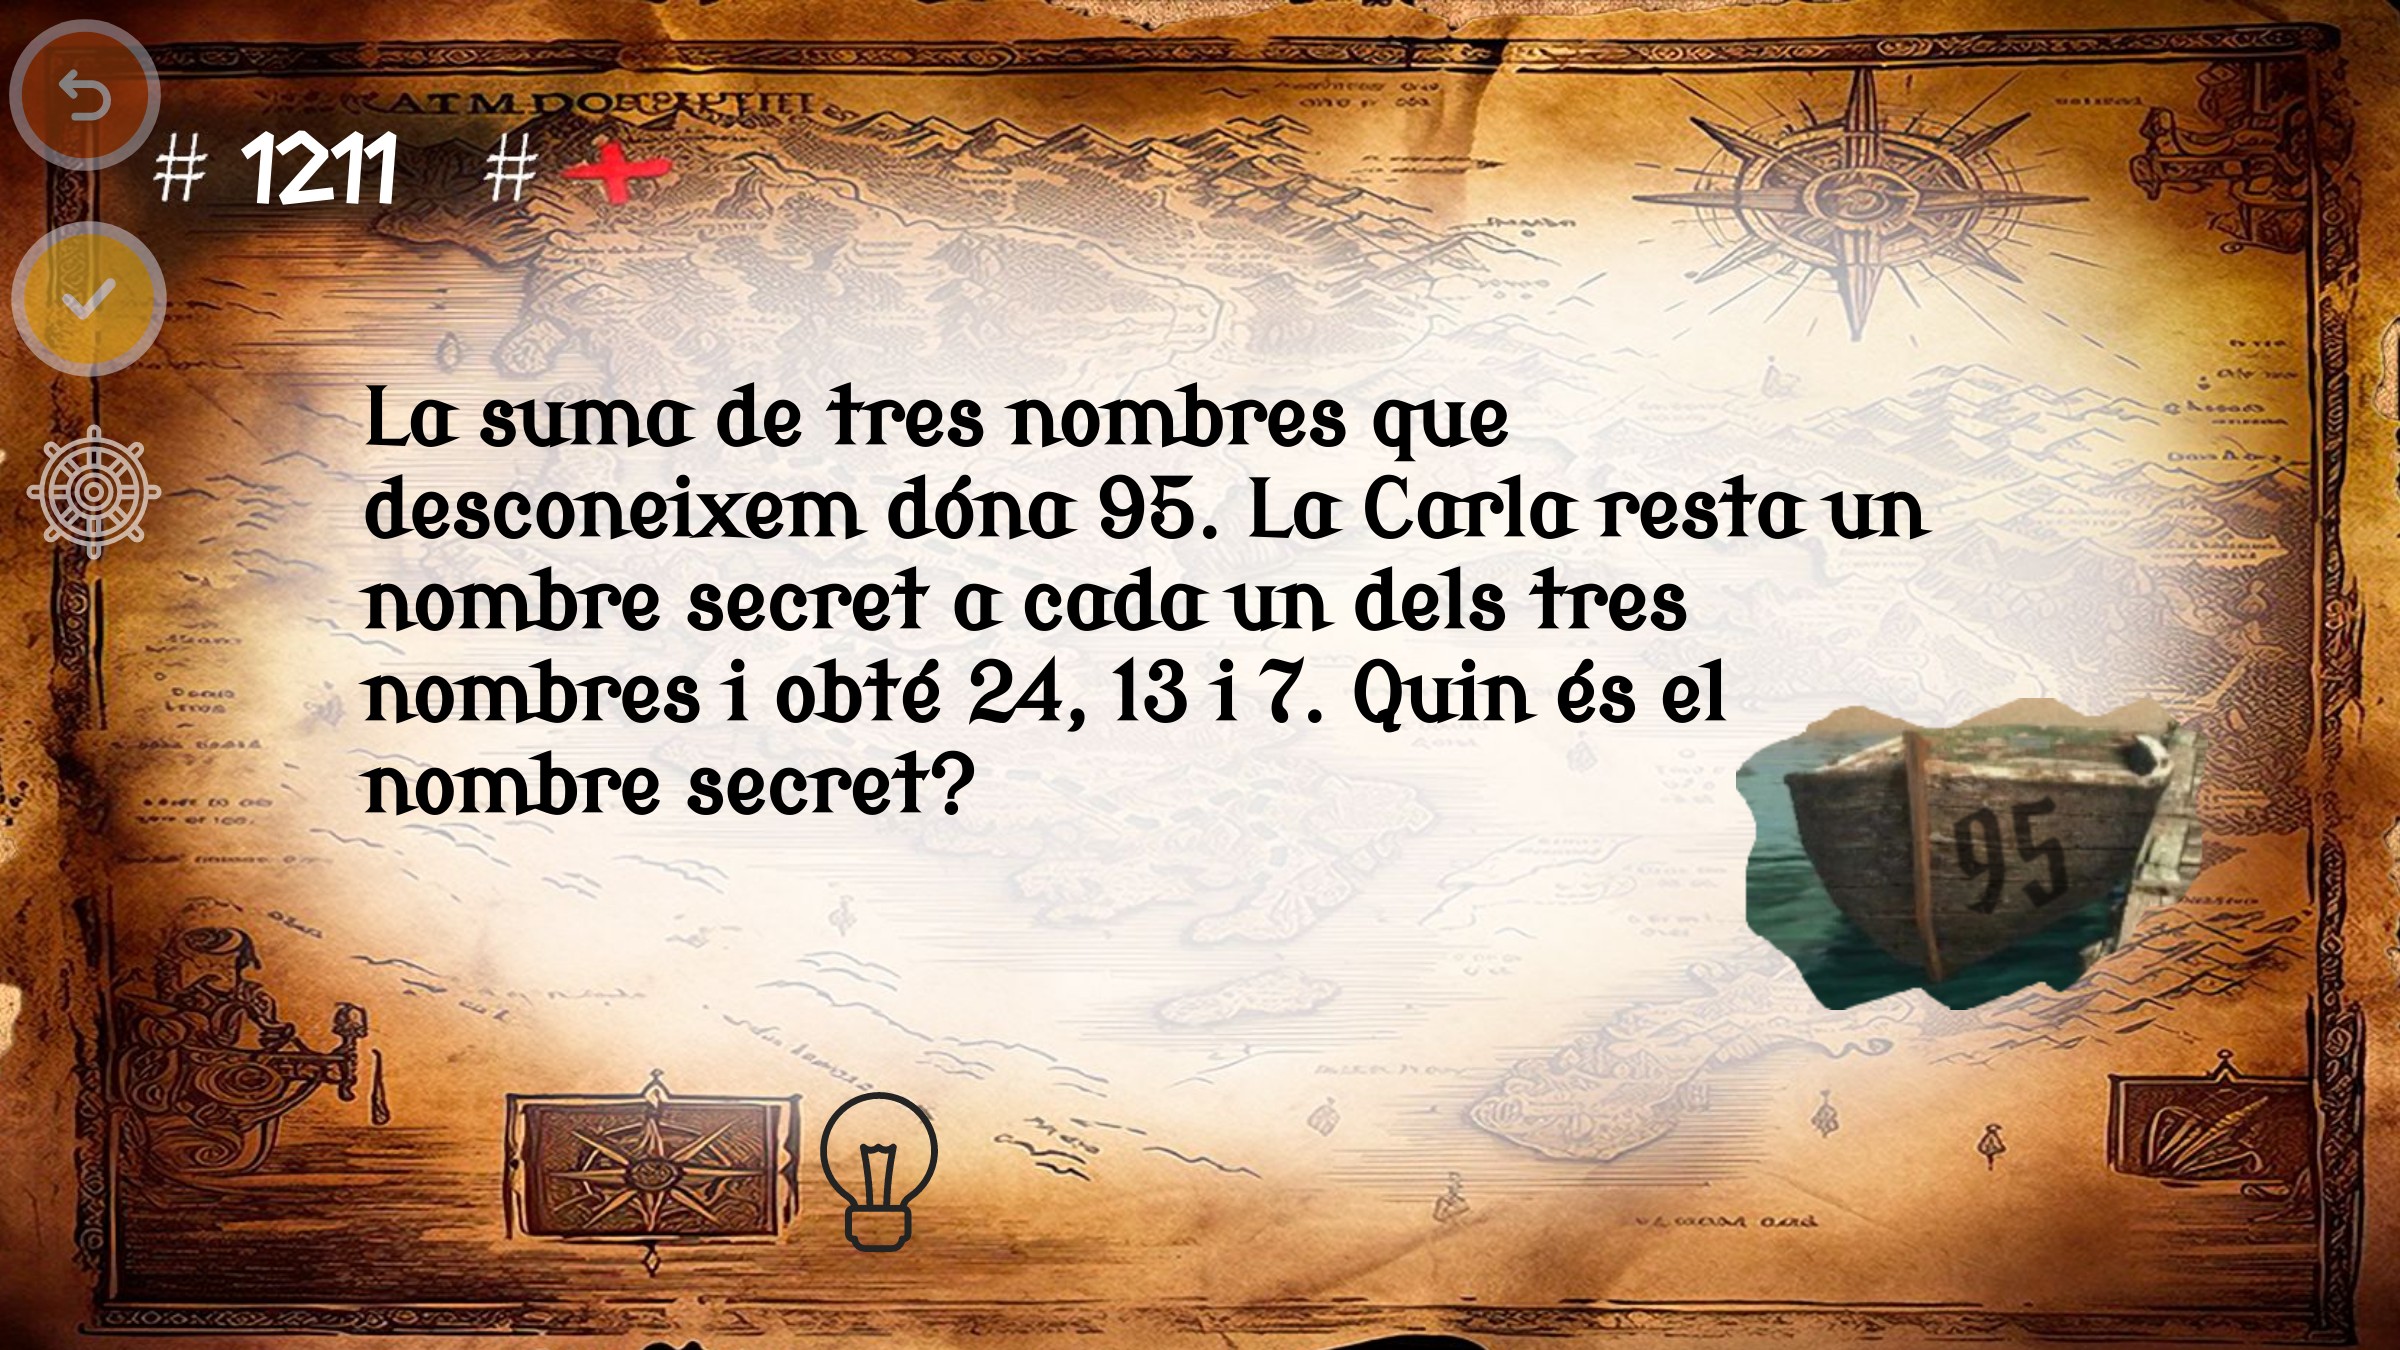 # 1211 #
La suma de tres nombres que
desconeixem dóna 95. La Carla resta un
nombre secret a cada un dels tres
nombres i obté 24, 13 i 7. Quin és el
nombre secret?
95